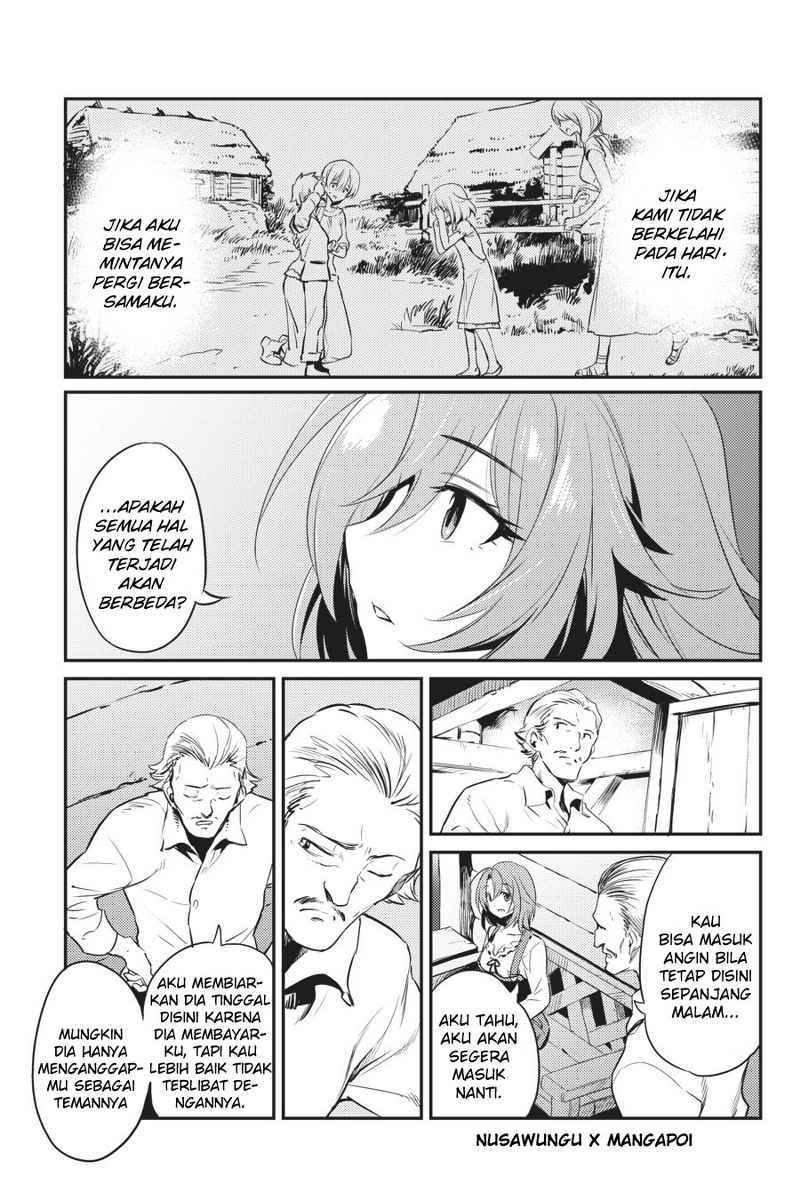 JIKA
KAMI TIDAK
BERKELAHI
PADA HARI
ITU.
JIKA AKU
BISA ME-
MINTANYA
PERGI BER-
SAMAKU.
...APAKAH
SEMUA HAL
YANG TELAH
TERJADI
AKAN
BERBEDA?
KAU
BISA MASUK
ANGIN BILA
TETAP DISINI
SEPANJANG
MALAM...
AKU TAHU,
AKU AKAN
SEGERA
MASUK
NANTI.
AKU MEMBIAR-
KAN DIA TINGGAL
DISINI KARENA
DIA MEMBAYAR-
KU, TAPI KAU
LEBIH BAIK TIDAK
TERLIBAT DE-
NGANNYA.
MUNGKIN
DIA HANYA
MENGANGGAP-
MU SEBAGAI
TEMANNYA
NUSAWUNGU X MANGAPOI